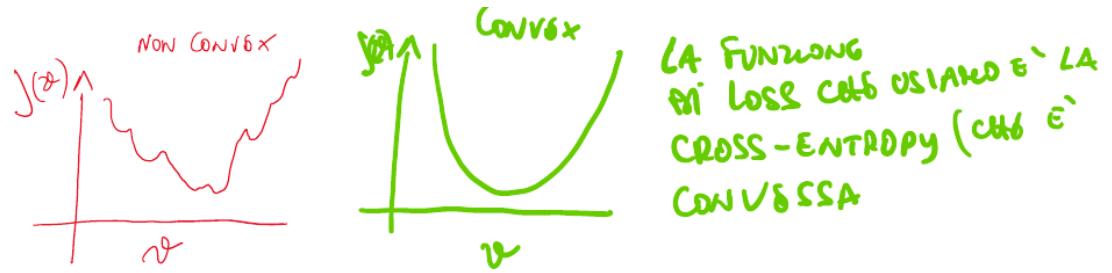 NON CONVEX
J(ϑ)
ϑ
CONVEX
J(ϑ)
ϑ
LA FUNZIONE
DI LOSS CHE USIAMO E` LA
CROSS-ENTROPY (CHE E`
CONVESSA